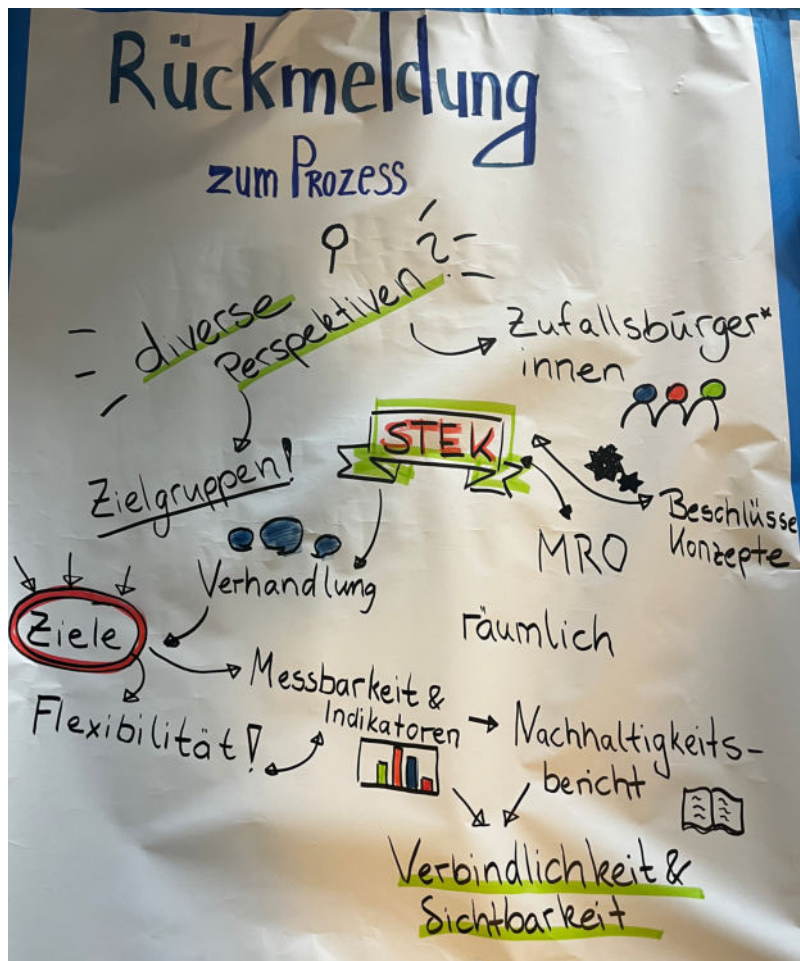 Rückmeldung
zum Prozess
diverse
Perspektiven
?
Zufallsbürger*
innen
STEK
Zielgruppen!
Beschlüsse
Konzepte
MRO
Verhandlung
räumlich
Ziele
Messbarkeit &
Indikatoren
Flexibilität!
Nachhaltigkeits-
bericht
Verbindlichkeit &
Sichtbarkeit